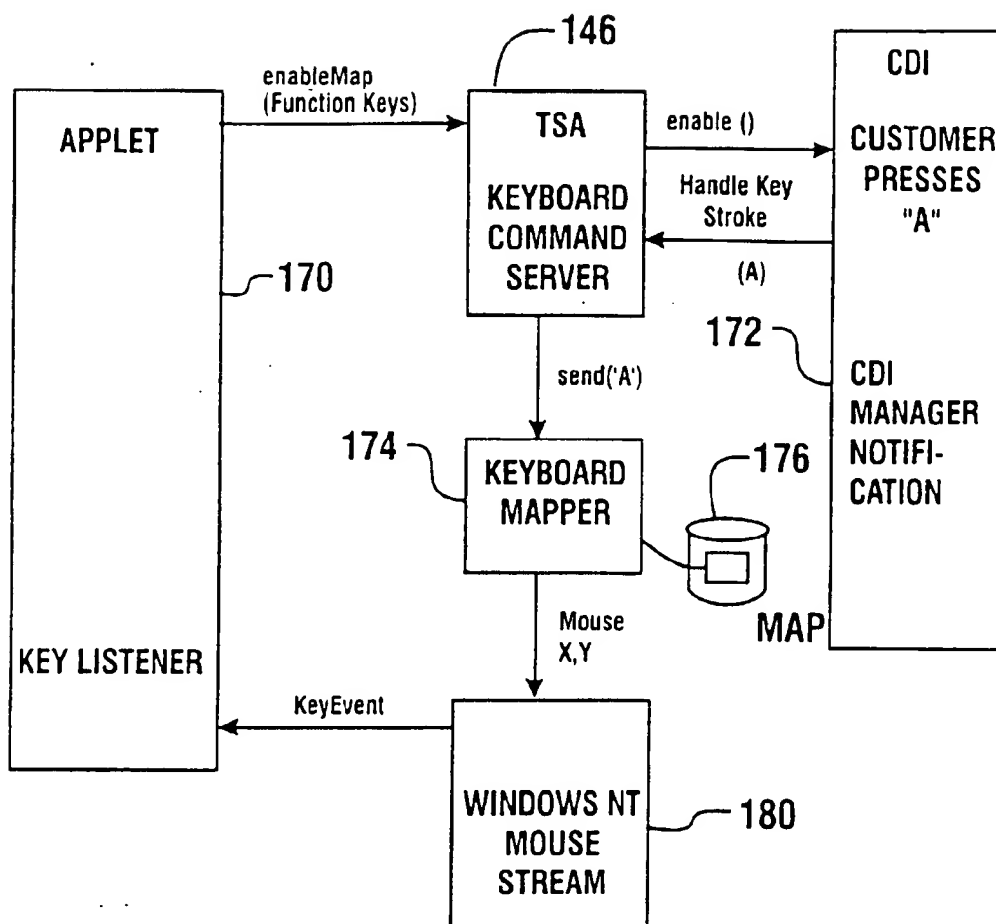 146
enableMap
(Function Keys)
APPLET
TSA
KEYBOARD
COMMAND
SERVER
enable ()
Handle Key
Stroke
(A)
CDI
CUSTOMER
PRESSES
"A"
170
172
CDI
MANAGER
NOTIFI-
CATION
send('A')
174
KEYBOARD
MAPPER
176
MAP
Mouse
X,Y
KEY LISTENER
KeyEvent
WINDOWS NT
MOUSE
STREAM
180